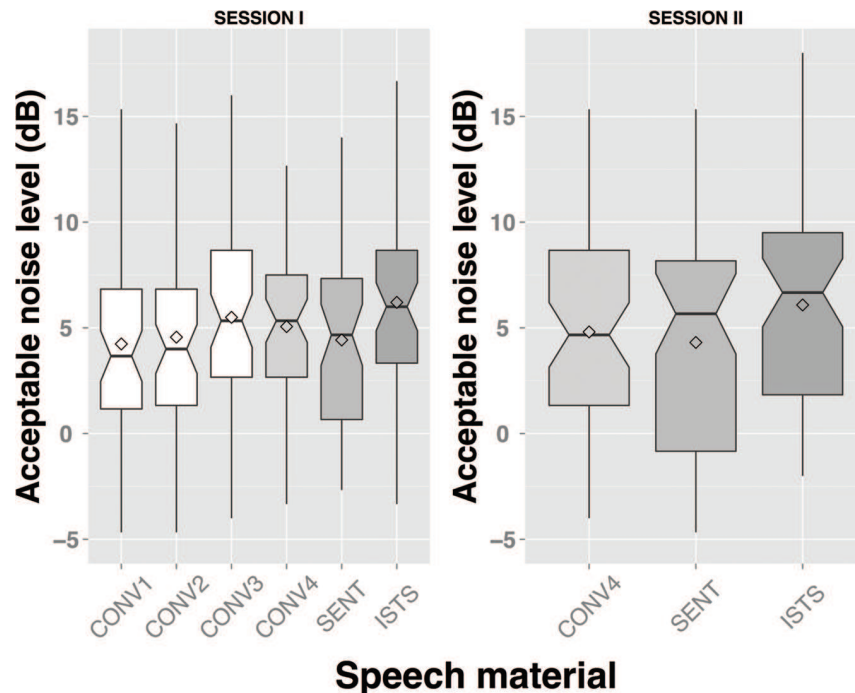 SESSION I
Acceptable noise level (dB)
15
10
5
0
−5
CONV1
CONV2
CONV3
CONV4
SENT
ISTS
SESSION II
Acceptable noise level (dB)
15
10
5
0
−5
CONV4
SENT
ISTS
Speech material